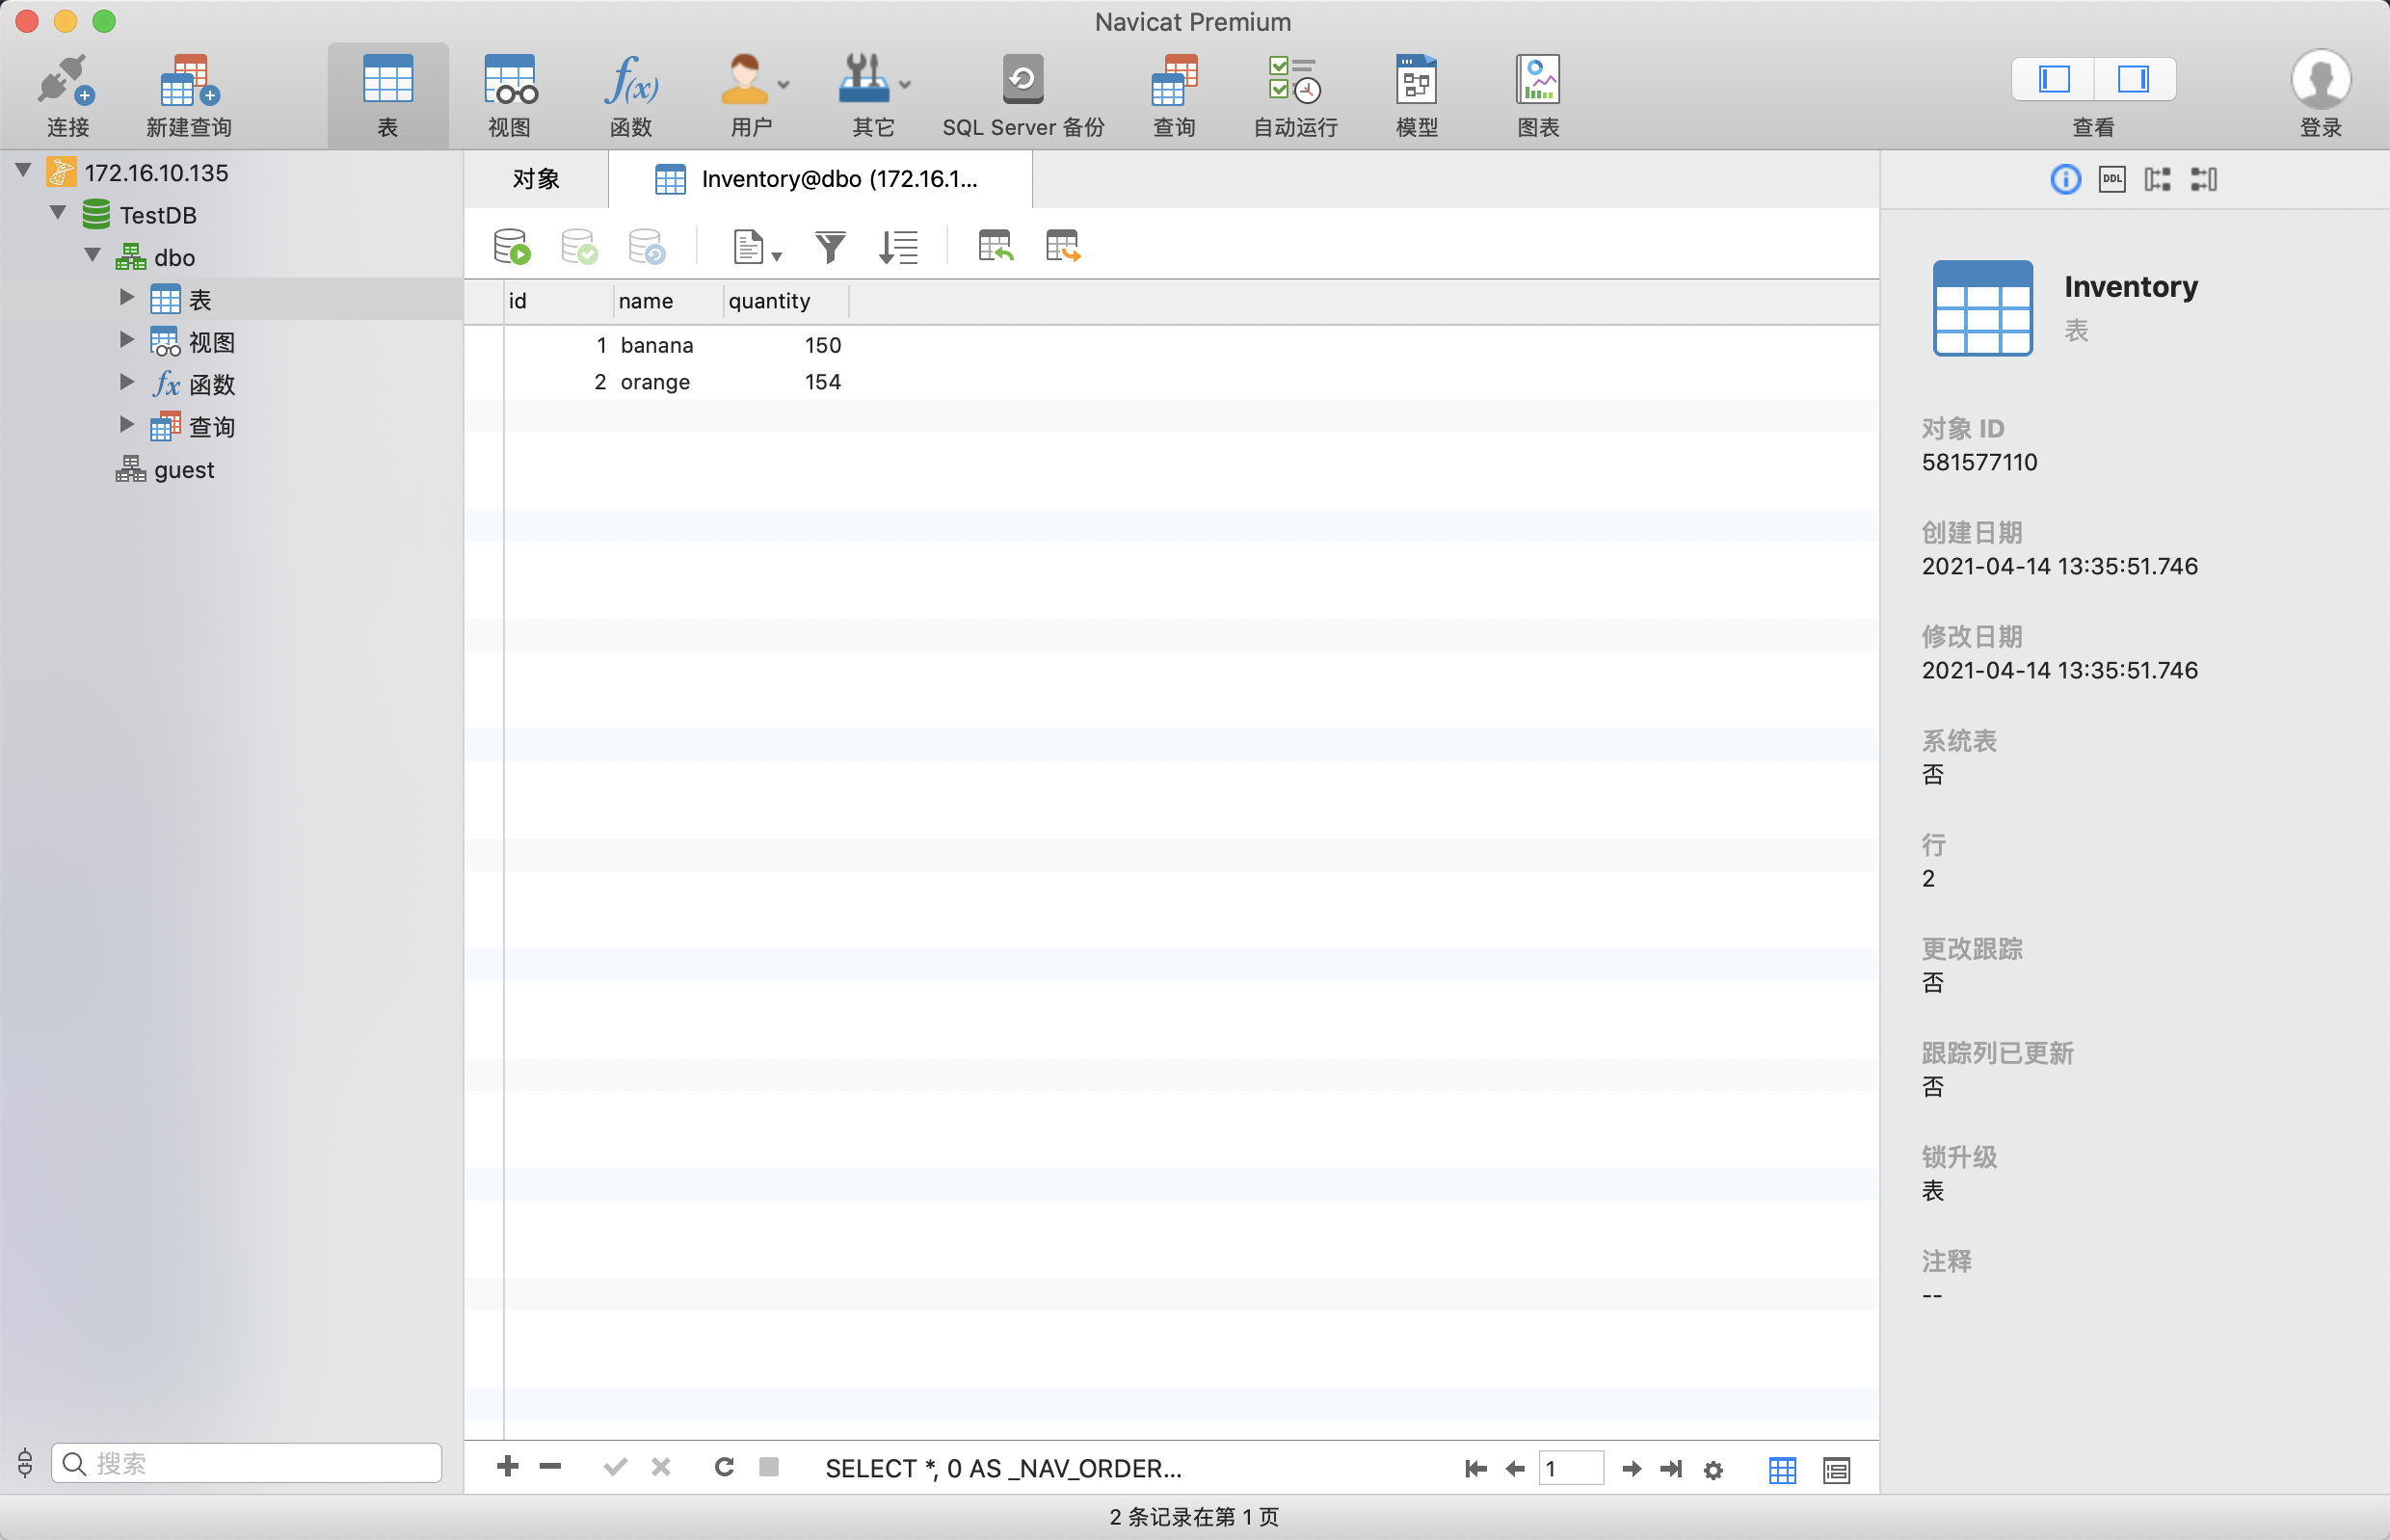 Navicat Premium
连接
新建查询
表
视图
函数
用户
其它
SQL Server 备份
查询
自动运行
模型
图表
查看
登录
172.16.10.135
TestDB
dbo
表
视图
函数
查询
guest
搜索
对象
Inventory@dbo (172.16.1...
id name quantity
1 banana 150
2 orange 154
SELECT *, 0 AS _NAV_ORDER...
1
DDL
Inventory
表
对象 ID
581577110
创建日期
2021-04-14 13:35:51.746
修改日期
2021-04-14 13:35:51.746
系统表
否
行
2
更改跟踪
否
跟踪列已更新
否
锁升级
表
注释
--
2 条记录在第 1 页